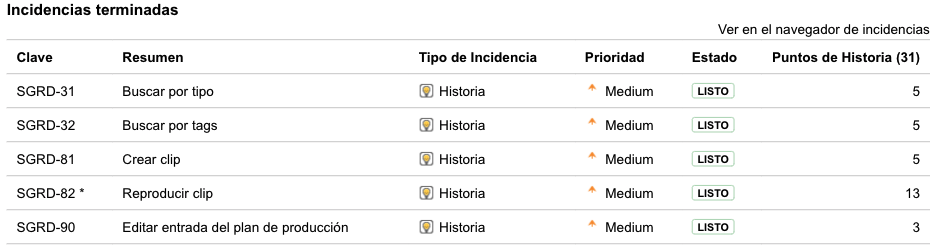 Incidencias terminadas
Ver en el navegador de incidencias
Clave Resumen Tipo de Incidencia Prioridad Estado Puntos de Historia (31)
SGRD-31 Buscar por tipo Historia Medium LISTO 5
SGRD-32 Buscar por tags Historia Medium LISTO 5
SGRD-81 Crear clip Historia Medium LISTO 5
SGRD-82 * Reproducir clip Historia Medium LISTO 13
SGRD-90 Editar entrada del plan de producción Historia Medium LISTO 3